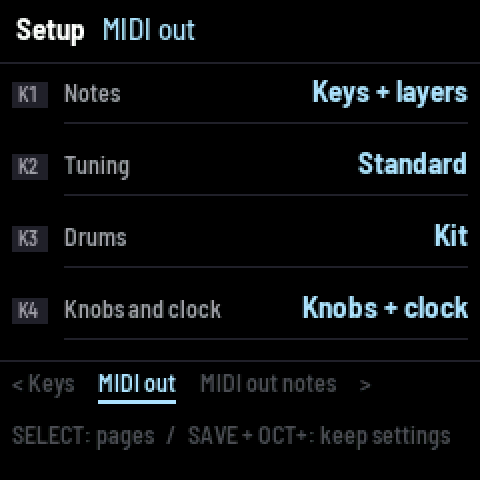 Setup MIDI out
K1 Notes Keys + layers
K2 Tuning Standard
K3 Drums Kit
K4 Knobs and clock Knobs + clock
< Keys MIDI out MIDI out notes >
SELECT: pages / SAVE + OCT+: keep settings